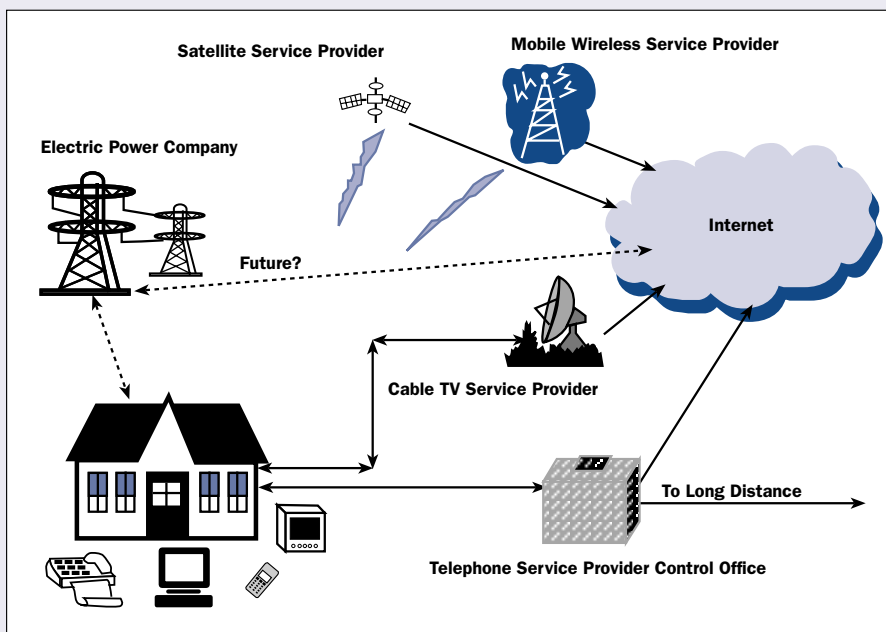 Satellite Service Provider
Mobile Wireless Service Provider
Electric Power Company
Internet
Future?
Cable TV Service Provider
To Long Distance
Telephone Service Provider Control Office